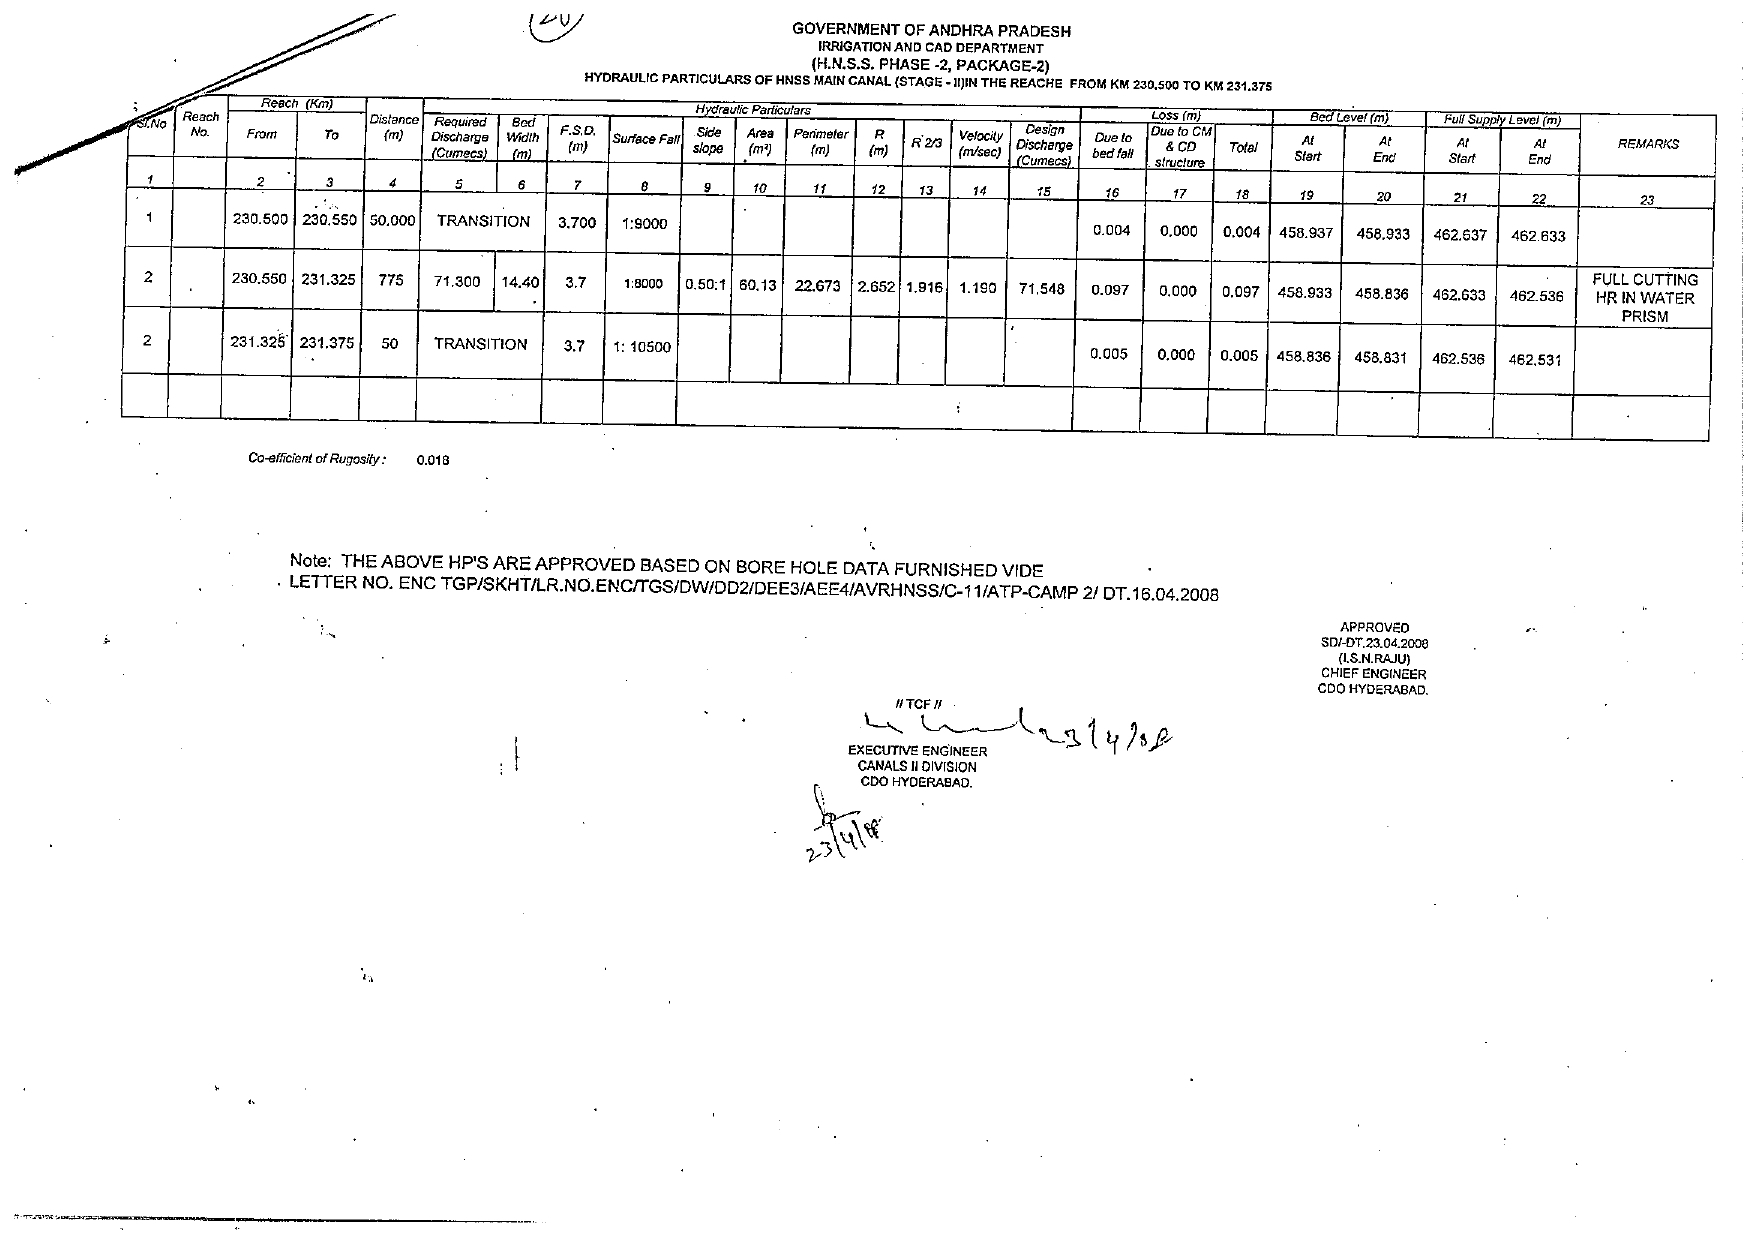 (20)
GOVERNMENT OF ANDHRA PRADESH
IRRIGATION AND CAD DEPARTMENT
(H.N.S.S. PHASE -2, PACKAGE-2)
HYDRAULIC PARTICULARS OF HNSS MAIN CANAL (STAGE - II)IN THE REACHE FROM KM 230.500 TO KM 231.375
Sl.No Reach No. Reach (Km) From To Distance (m) Hydraulic Particulars Required Discharge (Cumecs) Bed Width (m) F.S.D. (m) Surface Fall Side slope Area (m²) Perimeter (m) R (m) R 2/3 Velocity (m/sec) Design Discharge (Cumecs) Loss (m) Due to bed fall Due to CM & CD structure Total Bed Level (m) At Start At End Full Supply Level (m) At Start At End REMARKS
1 2 3 4 5 6 7 8 9 10 11 12 13 14 15 16 17 18 19 20 21 22 23
1 230.500 230.550 50.000 TRANSITION 3.700 1:9000 0.004 0.000 0.004 458.937 458.933 462.637 462.633
2 230.550 231.325 775 71.300 14.40 3.7 1:8000 0.50:1 60.13 22.673 2.652 1.916 1.190 71.548 0.097 0.000 0.097 458.933 458.836 462.633 462.536 FULL CUTTING HR IN WATER PRISM
2 231.325 231.375 50 TRANSITION 3.7 1: 10500 0.005 0.000 0.005 458.836 458.831 462.536 462.531
Co-efficient of Rugosity : 0.018
Note: THE ABOVE HP'S ARE APPROVED BASED ON BORE HOLE DATA FURNISHED VIDE
LETTER NO. ENC TGP/SKHT/LR.NO.ENC/TGS/DW/DD2/DEE3/AEE4/AVRHNSS/C-11/ATP-CAMP 2/ DT.16.04.2008
APPROVED
SD/-DT.23.04.2008
(I.S.N.RAJU)
CHIEF ENGINEER
CDO HYDERABAD.
// TCF //
23/4/08
EXECUTIVE ENGINEER
CANALS II DIVISION
CDO HYDERABAD.
23/4/08